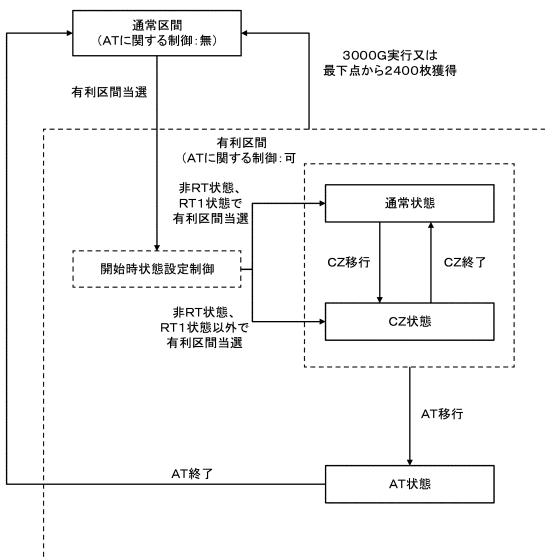 通常区間
(ATに関する制御:無)
3000G実行又は
最下点から2400枚獲得
有利区間当選
有利区間
(ATに関する制御:可
非RT状態、
RT1状態で
有利区間当選
通常状態
開始時状態設定制御
CZ移行
CZ終了
非RT状態、
RT1状態以外で
有利区間当選
CZ状態
AT移行
AT終了
AT状態